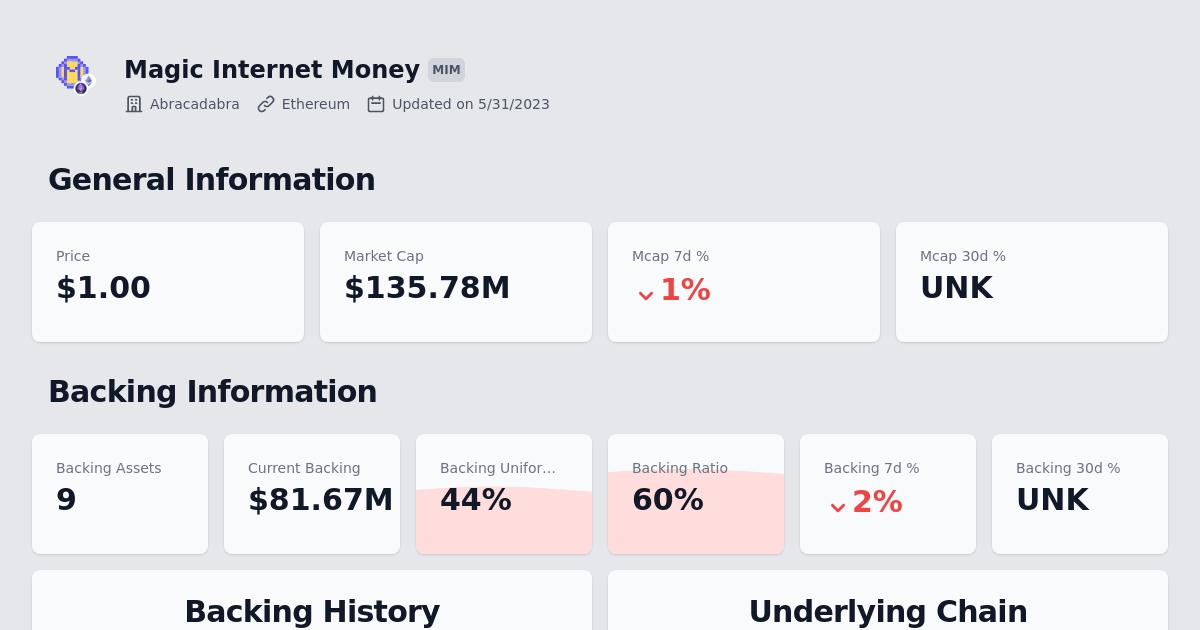 Magic Internet Money MIM
Abracadabra Ethereum Updated on 5/31/2023
General Information
Price Market Cap Mcap 7d % Mcap 30d %
$1.00 $135.78M 1% UNK
Backing Information
Backing Assets Current Backing Backing Unifor... Backing Ratio Backing 7d % Backing 30d %
9 $81.67M 44% 60% 2% UNK
Backing History Underlying Chain